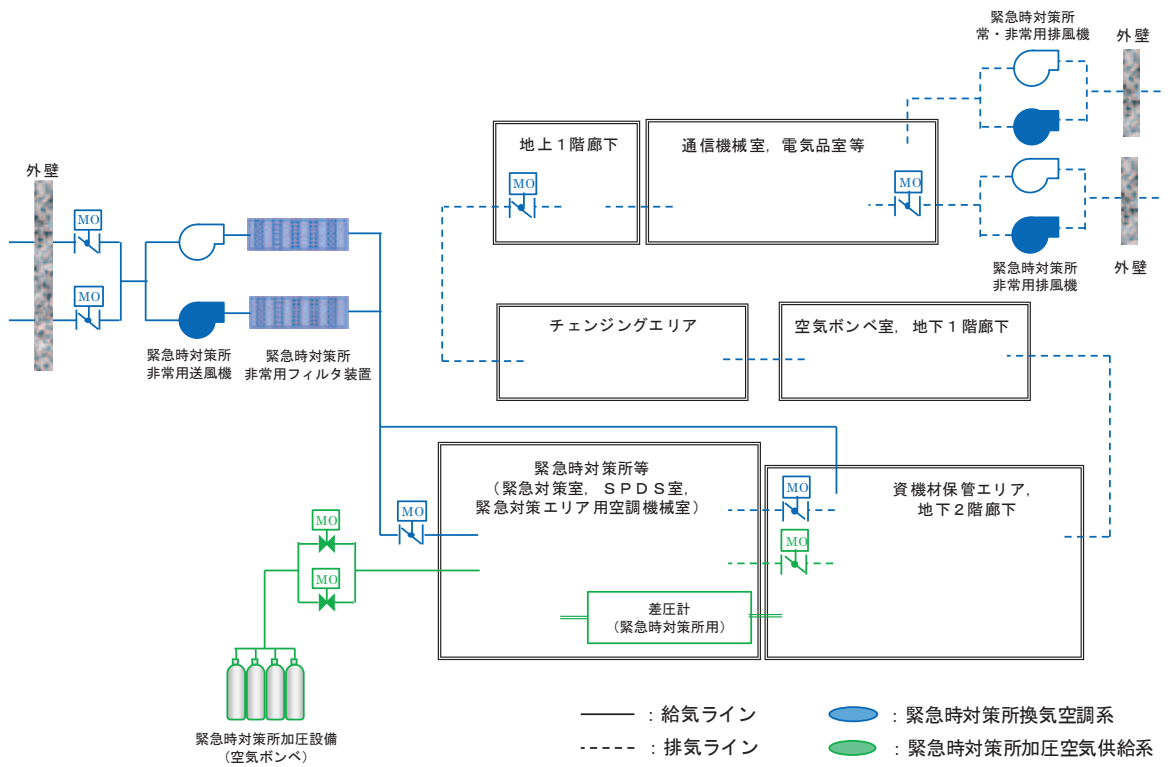 緊急時対策所
常・非常用排風機
外壁
地上1階廊下
MO
通信機械室,電気品室等
MO
外壁
緊急時対策所
非常用排風機
外壁
MO
MO
緊急時対策所
非常用送風機
緊急時対策所
非常用フィルタ装置
チェンジングエリア
空気ボンベ室,地下1階廊下
緊急時対策所等
(緊急対策室,SPDS室,
緊急対策エリア用空調機械室)
MO
MO
MO
資機材保管エリア,
地下2階廊下
MO
MO
差圧計
(緊急時対策所用)
緊急時対策所加圧設備
(空気ボンベ)
:給気ライン
:排気ライン
:緊急時対策所換気空調系
:緊急時対策所加圧空気供給系